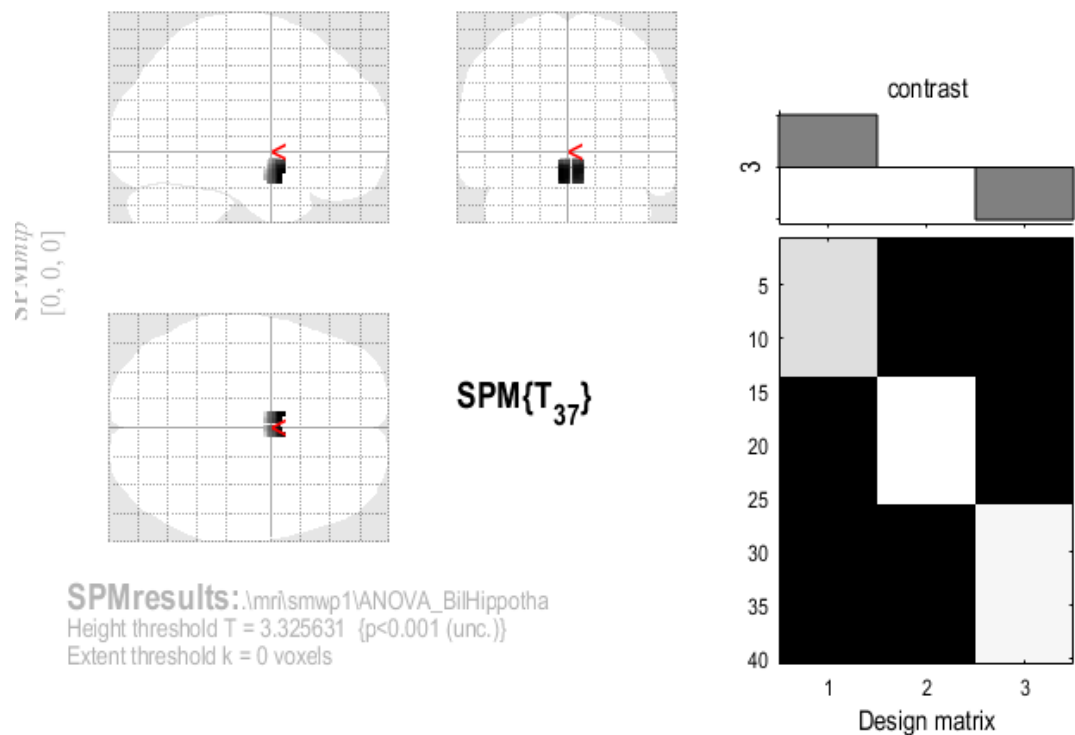 contrast
3
SPMmip
[0, 0, 0]
<
<
<
SPM{T37}
5
10
15
20
25
30
35
40
1 2 3
Design matrix
SPMresults: .\mri\smwp1\ANOVA_BilHippotha
Height threshold T = 3.325631 {p<0.001 (unc.)}
Extent threshold k = 0 voxels